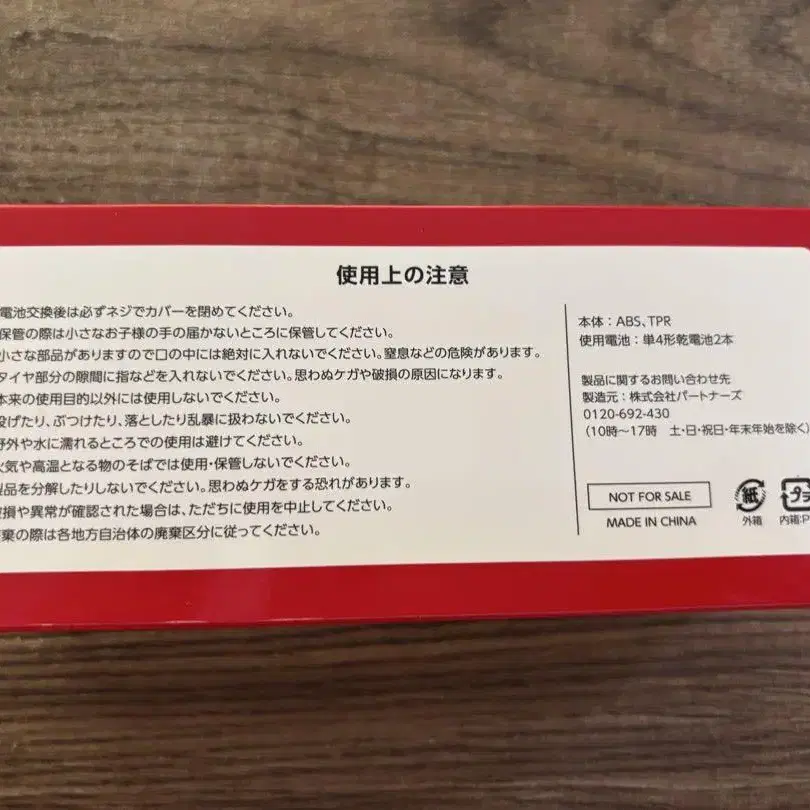 使用上の注意
電池交換後は必ずネジでカバーを閉めてください。
保管の際は小さなお子様の手の届かないところに保管してください。
小さな部品がありますので口の中には絶対に入れないでください。窒息などの危険があります。
タイヤ部分の隙間に指などを入れないでください。思わぬケガや破損の原因になります。
本来の使用目的以外には使用しないでください。
投げたり、ぶつけたり、落としたり乱暴に扱わないでください。
野外や水に濡れるところでの使用は避けてください。
火気や高温となる物のそばでは使用・保管しないでください。
製品を分解したりしないでください。思わぬケガをする恐れがあります。
破損や異常が確認された場合は、ただちに使用を中止してください。
廃棄の際は各地方自治体の廃棄区分に従ってください。
本体：ABS、TPR
使用電池：単4形乾電池2本
製品に関するお問い合わせ先
製造元：株式会社パートナーズ
0120-692-430
（10時〜17時　土・日・祝日・年末年始を除く）
NOT FOR SALE
MADE IN CHINA
紙
外箱
プラ
内箱：P